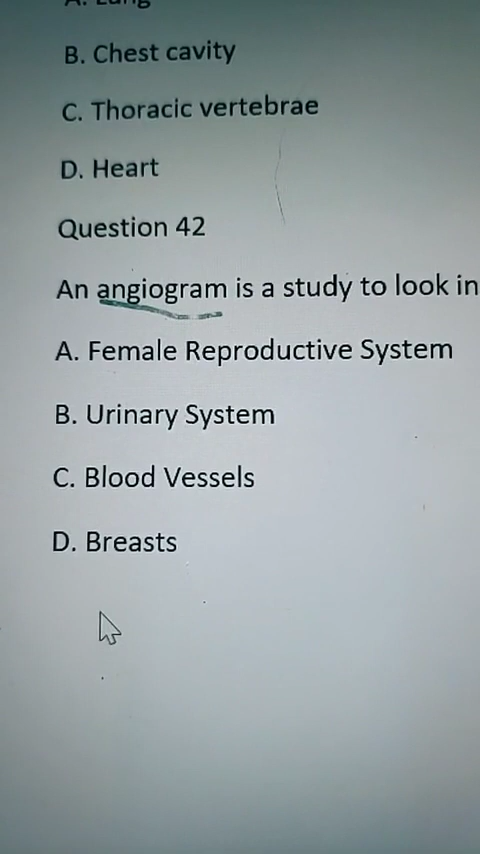 B. Chest cavity
C. Thoracic vertebrae
D. Heart
Question 42
An angiogram is a study to look in
A. Female Reproductive System
B. Urinary System
C. Blood Vessels
D. Breasts